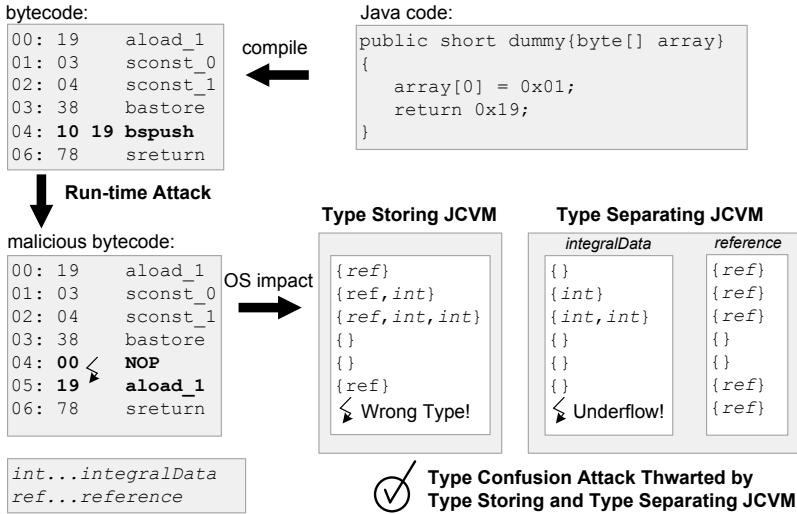 bytecode:
00: 19 aload_1
01: 03 sconst_0
02: 04 sconst_1
03: 38 bastore
04: 10 19 bspush
06: 78 sreturn
compile
Java code:
public short dummy{byte[] array}
{
array[0] = 0x01;
return 0x19;
}
Run-time Attack
malicious bytecode:
00: 19 aload_1
01: 03 sconst_0
02: 04 sconst_1
03: 38 bastore
04: 00 NOP
05: 19 aload_1
06: 78 sreturn
OS impact
Type Storing JCVM
{ref}
{ref,int}
{ref,int,int}
{}
{}
{ref}
Wrong Type!
Type Separating JCVM
integralData
{}
{int}
{int,int}
{}
{}
{}
Underflow!
reference
{ref}
{ref}
{ref}
{}
{}
{ref}
{ref}
int...integralData
ref...reference
Type Confusion Attack Thwarted by
Type Storing and Type Separating JCVM